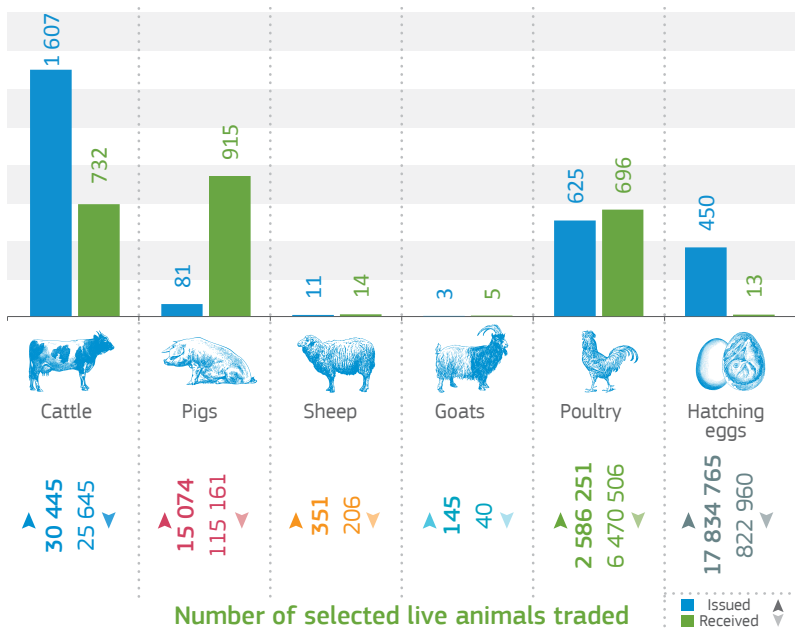 1 607
732
81
915
11
14
3
5
625
696
450
13
Cattle
Pigs
Sheep
Goats
Poultry
Hatching
eggs
30 445
25 645
15 074
115 161
351
206
145
40
2 586 251
6 470 506
17 834 765
822 960
Number of selected live animals traded
Issued
Received